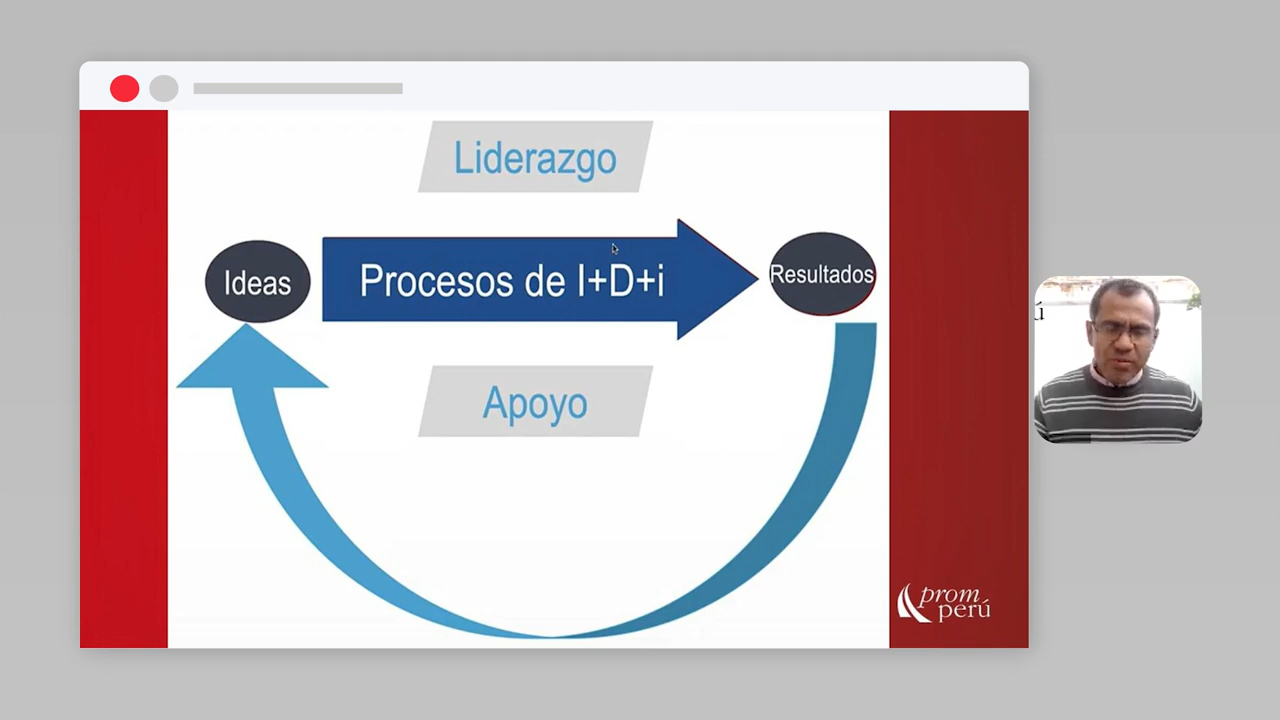 Liderazgo
Ideas
Procesos de I+D+i
Resultados
Apoyo
ú
prom
perú